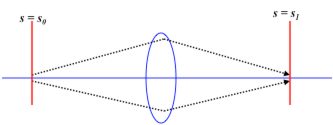 s = s₀
s = s₁